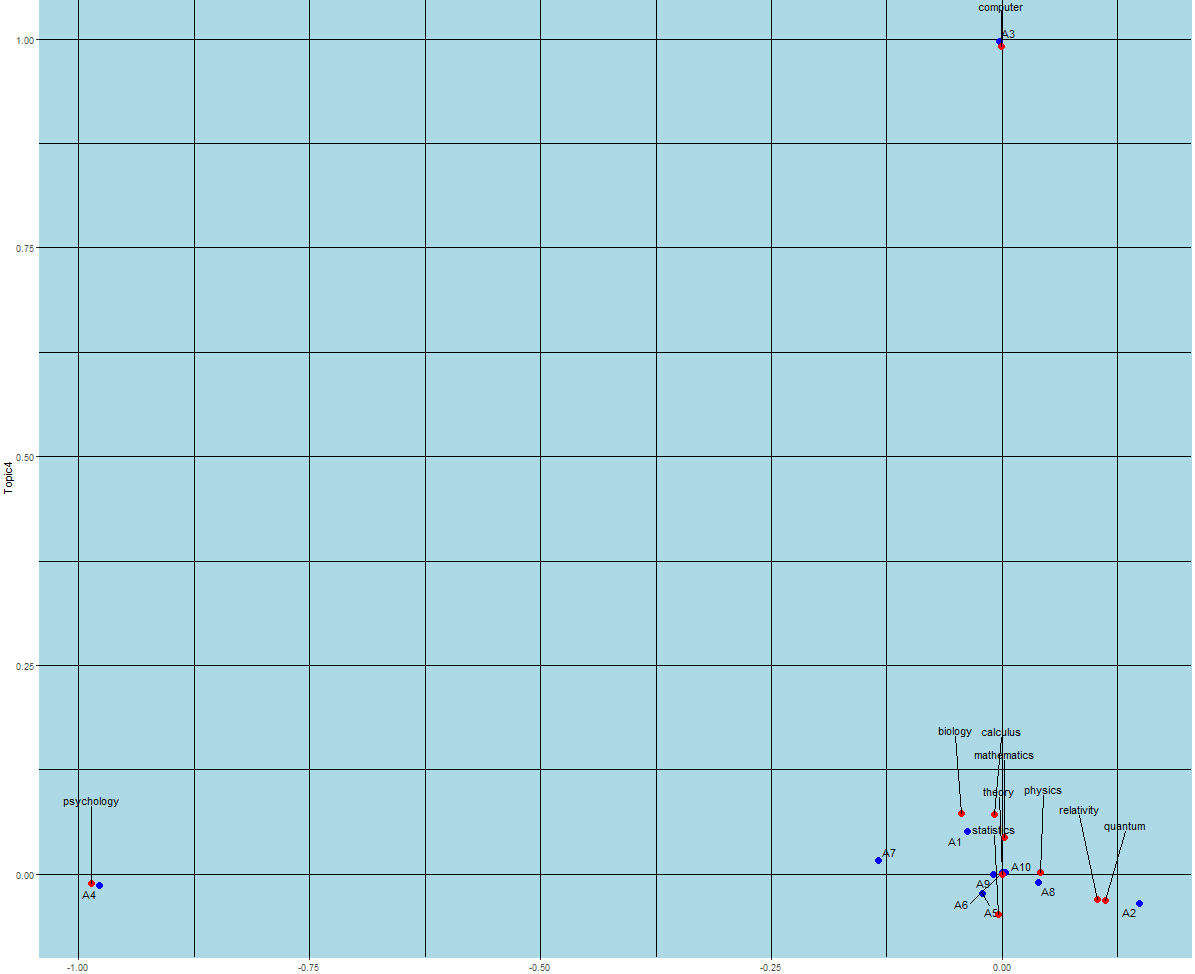 computer
1.00
A3
0.75
0.50
Topic4
0.25
biology
calculus
mathematics
theory
physics
psychology
relativity
quantum
statistics
A1
A7
A10
0.00
A9
A8
A4
A6
A5
A2
-1.00
-0.75
-0.50
-0.25
0.00